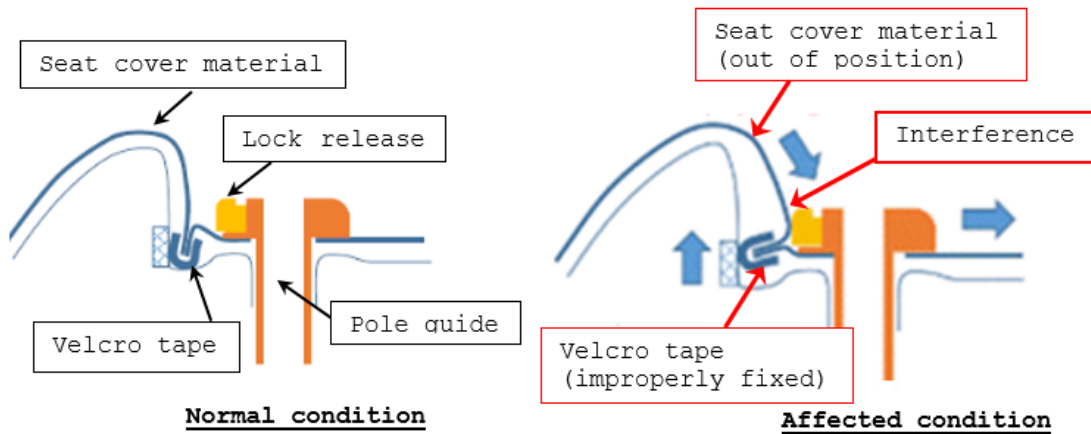 Seat cover material
Lock release
Velcro tape
Pole guide
Normal condition
Seat cover material
(out of position)
Interference
Velcro tape
(improperly fixed)
Affected condition